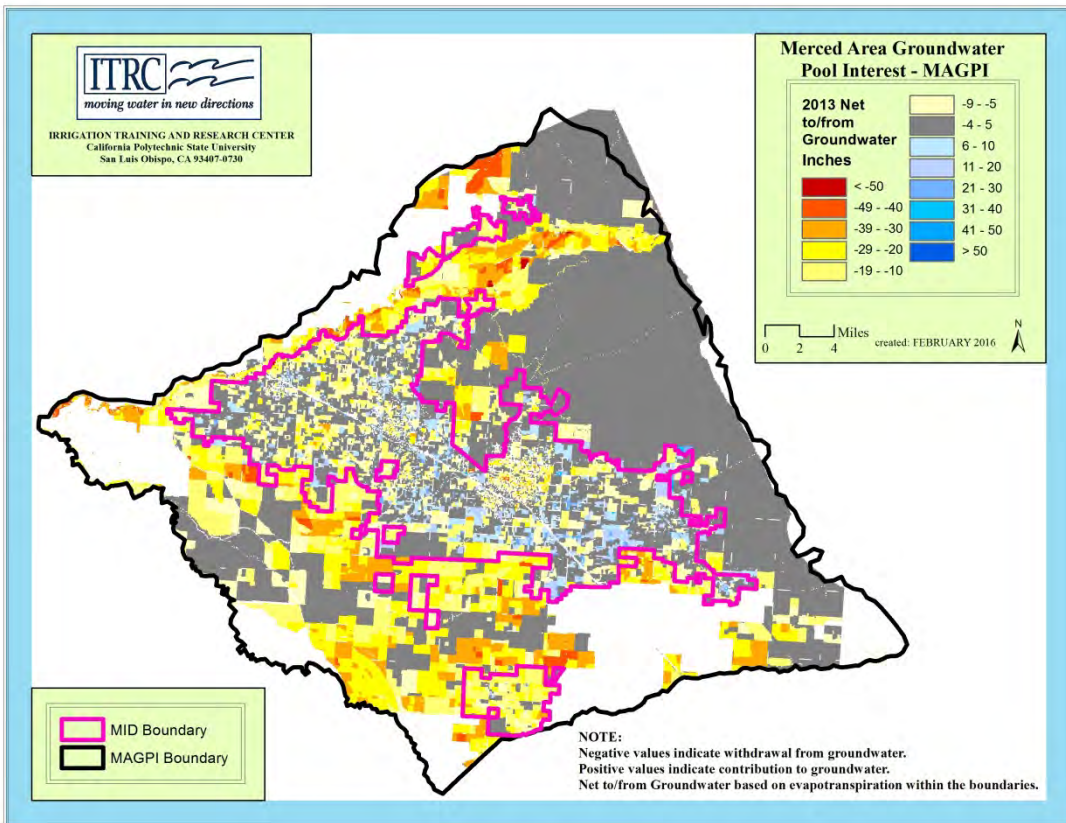 ITRC
moving water in new directions
IRRIGATION TRAINING AND RESEARCH CENTER
California Polytechnic State University
San Luis Obispo, CA 93407-0730
Merced Area Groundwater
Pool Interest - MAGPI
2013 Net
to/from
Groundwater
Inches
< -50
-49 - -40
-39 - -30
-29 - -20
-19 - -10
-9 - -5
-4 - 5
6 - 10
11 - 20
21 - 30
31 - 40
41 - 50
> 50
Miles
0 2 4
created: FEBRUARY 2016
N
MID Boundary
MAGPI Boundary
NOTE:
Negative values indicate withdrawal from groundwater.
Positive values indicate contribution to groundwater.
Net to/from Groundwater based on evapotranspiration within the boundaries.